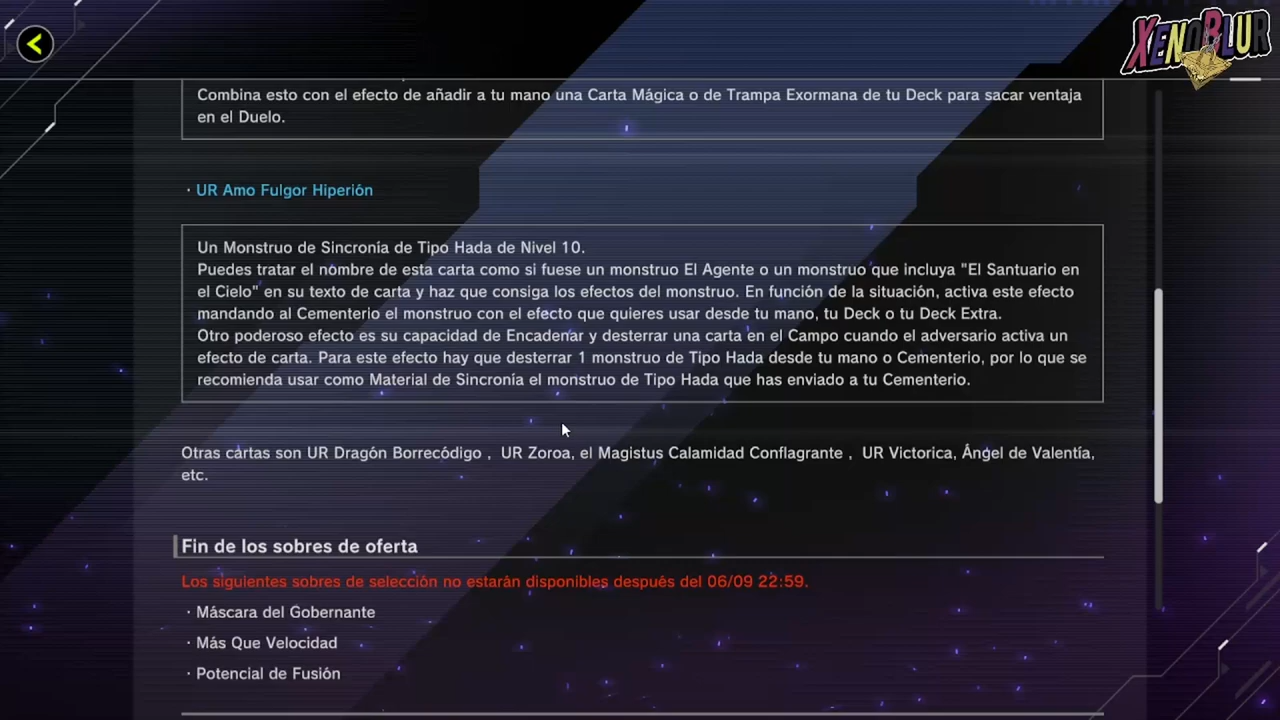 XENOBLUR
Combina esto con el efecto de añadir a tu mano una Carta Mágica o de Trampa Exormana de tu Deck para sacar ventaja
en el Duelo.
· UR Amo Fulgor Hiperión
Un Monstruo de Sincronía de Tipo Hada de Nivel 10.
Puedes tratar el nombre de esta carta como si fuese un monstruo El Agente o un monstruo que incluya "El Santuario en
el Cielo" en su texto de carta y haz que consiga los efectos del monstruo. En función de la situación, activa este efecto
mandando al Cementerio el monstruo con el efecto que quieres usar desde tu mano, tu Deck o tu Deck Extra.
Otro poderoso efecto es su capacidad de Encadenar y desterrar una carta en el Campo cuando el adversario activa un
efecto de carta. Para este efecto hay que desterrar 1 monstruo de Tipo Hada desde tu mano o Cementerio, por lo que se
recomienda usar como Material de Sincronía el monstruo de Tipo Hada que has enviado a tu Cementerio.
Otras cartas son UR Dragón Borrecódigo , UR Zoroa, el Magistus Calamidad Conflagrante , UR Victorica, Ángel de Valentía,
etc.
Fin de los sobres de oferta
Los siguientes sobres de selección no estarán disponibles después del 06/09 22:59.
· Máscara del Gobernante
· Más Que Velocidad
· Potencial de Fusión